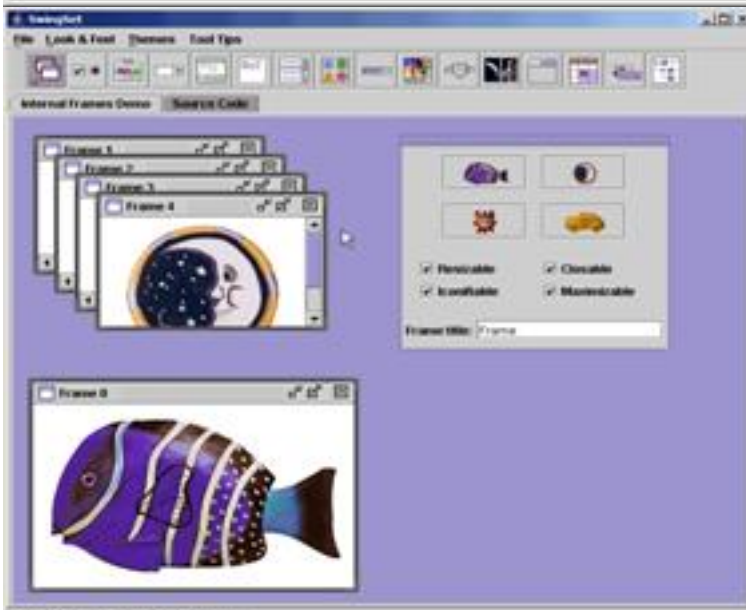 SwingSet
File Look & Feel Themes Tool Tips
Internal Frames Demo Source Code
Frame 1
Frame 2
Frame 3
Frame 4
Resizable Closable
Iconifiable Maximizable
Frame title: Frame
Frame 0